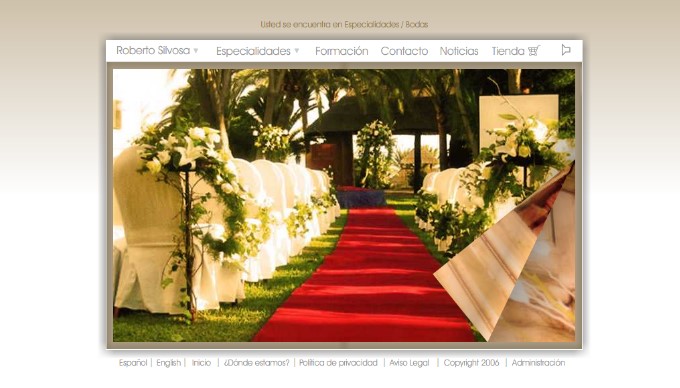 Usted se encuentra en Especialidades / Bodas
Roberto Silvosa Especialidades Formación Contacto Noticias Tienda
Español | English | Inicio | ¿Dónde estamos? | Política de privacidad | Aviso Legal | Copyright 2006 | Administración